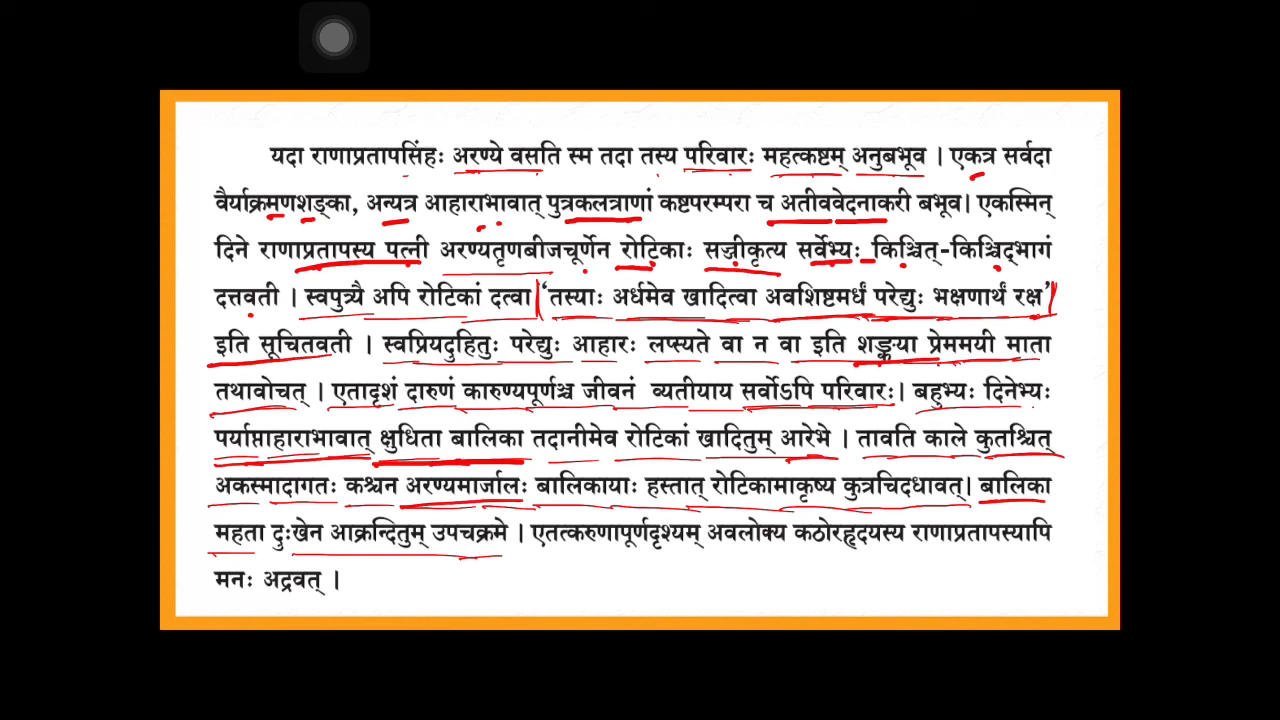 यदा राणाप्रतापसिंहः अरण्ये वसति स्म तदा तस्य परिवारः महत्कष्टम् अनुबभूव । एकत्र सर्वदा
वैर्याक्रमणशङ्का, अन्यत्र आहाराभावात् पुत्रकलत्राणां कष्टपरम्परा च अतीववेदनाकरी बभूव। एकस्मिन्
दिने राणाप्रतापस्य पत्नी अरण्यतृणबीजचूर्णेन रोटिकाः सज्जीकृत्य सर्वेभ्यः किञ्चित्-किञ्चिद्भागं
दत्तवती । स्वपुत्र्यै अपि रोटिकां दत्वा ‘तस्याः अर्धमेव खादित्वा अवशिष्टमर्धं परेद्युः भक्षणार्थं रक्ष’
इति सूचितवती । स्वप्रियदुहितुः परेद्युः आहारः लप्स्यते वा न वा इति शङ्कया प्रेममयी माता
तथावोचत् । एतादृशं दारुणं कारुण्यपूर्णञ्च जीवनं व्यतीयाय सर्वोऽपि परिवारः। बहुभ्यः दिनेभ्यः
पर्याप्ताहाराभावात् क्षुधिता बालिका तदानीमेव रोटिकां खादितुम् आरेभे । तावति काले कुतश्चित्
अकस्मादागतः कश्चन अरण्यमार्जालः बालिकायाः हस्तात् रोटिकामाकृष्य कुत्रचिदधावत्। बालिका
महता दुःखेन आक्रन्दितुम् उपचक्रमे । एतत्करुणापूर्णदृश्यम् अवलोक्य कठोरहृदयस्य राणाप्रतापस्यापि
मनः अद्रवत् ।